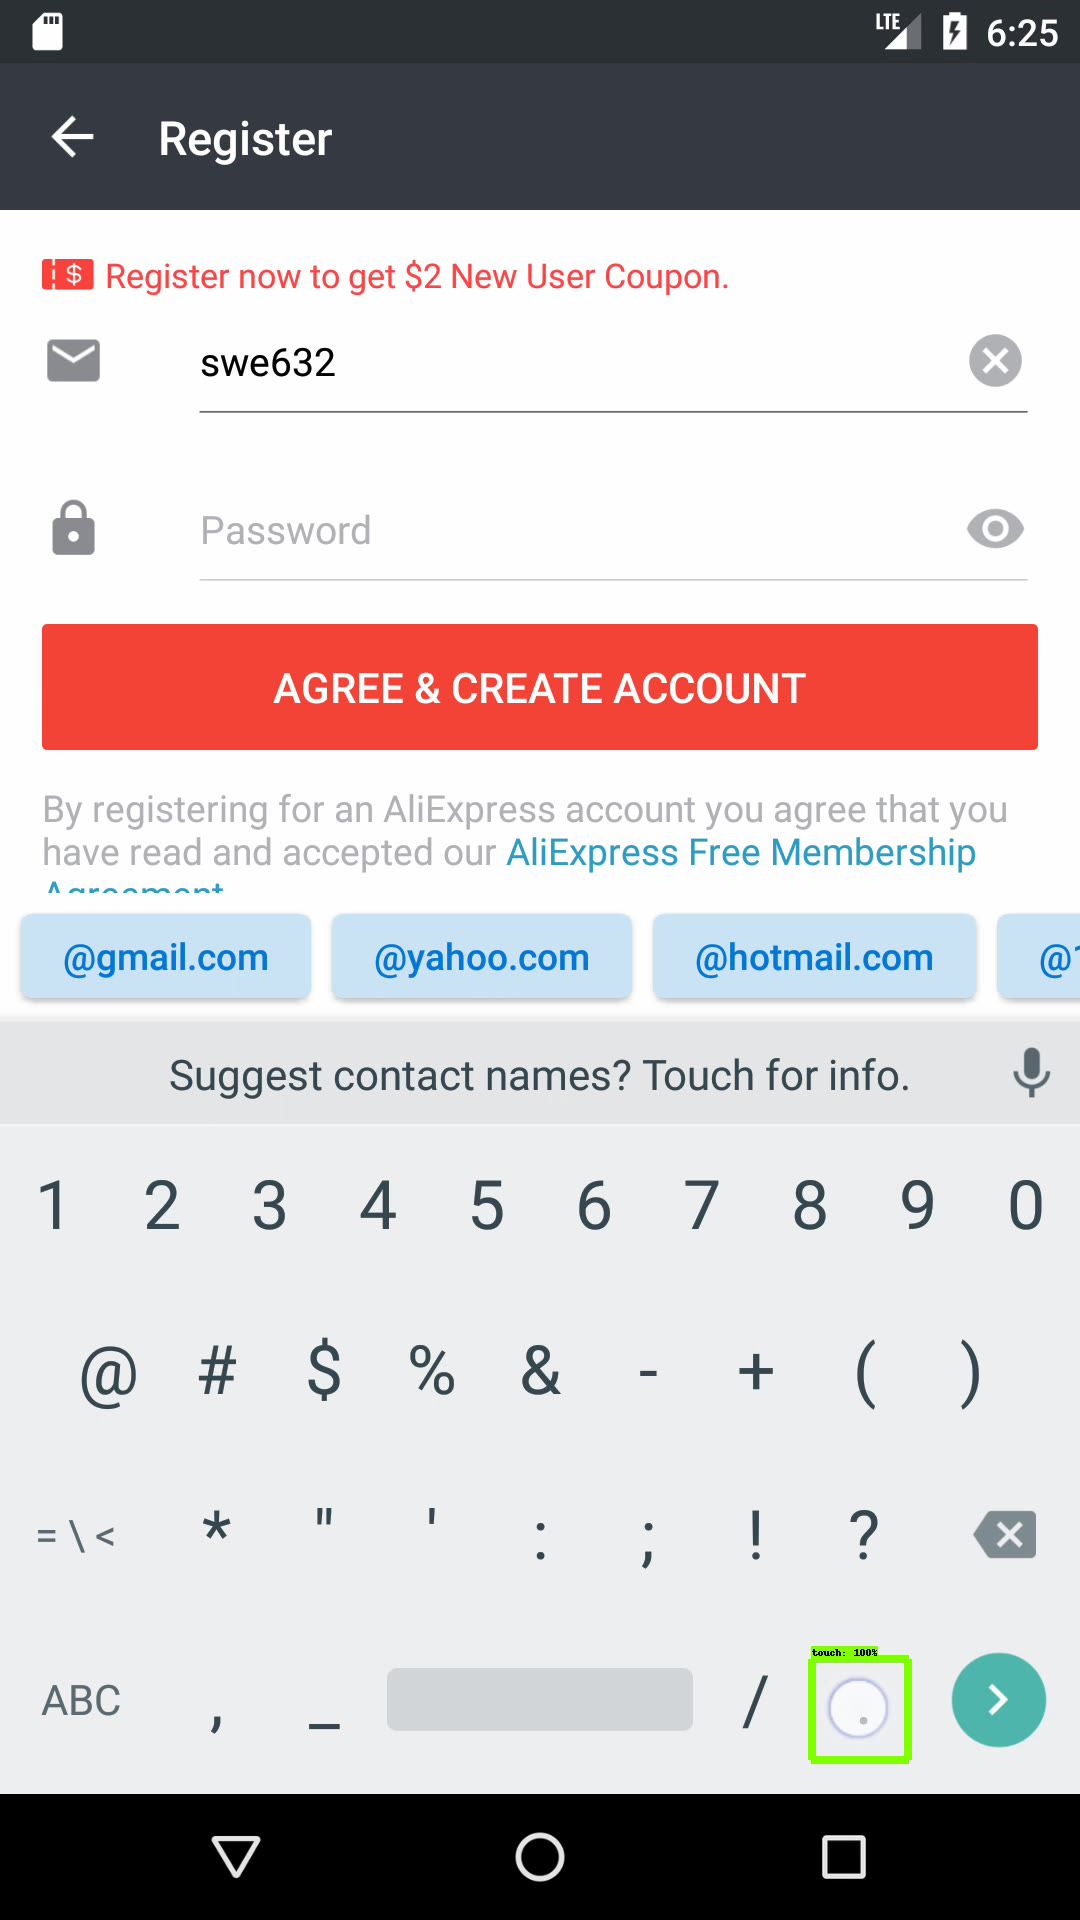 LTE 6:25
Register
$ Register now to get $2 New User Coupon.
swe632
Password
AGREE & CREATE ACCOUNT
By registering for an AliExpress account you agree that you
have read and accepted our AliExpress Free Membership
Agreement
@gmail.com @yahoo.com @hotmail.com @1
Suggest contact names? Touch for info.
1 2 3 4 5 6 7 8 9 0
@ # $ % & - + ( )
= \ < * " ' : ; ! ?
touch: 100%
ABC , _ / .